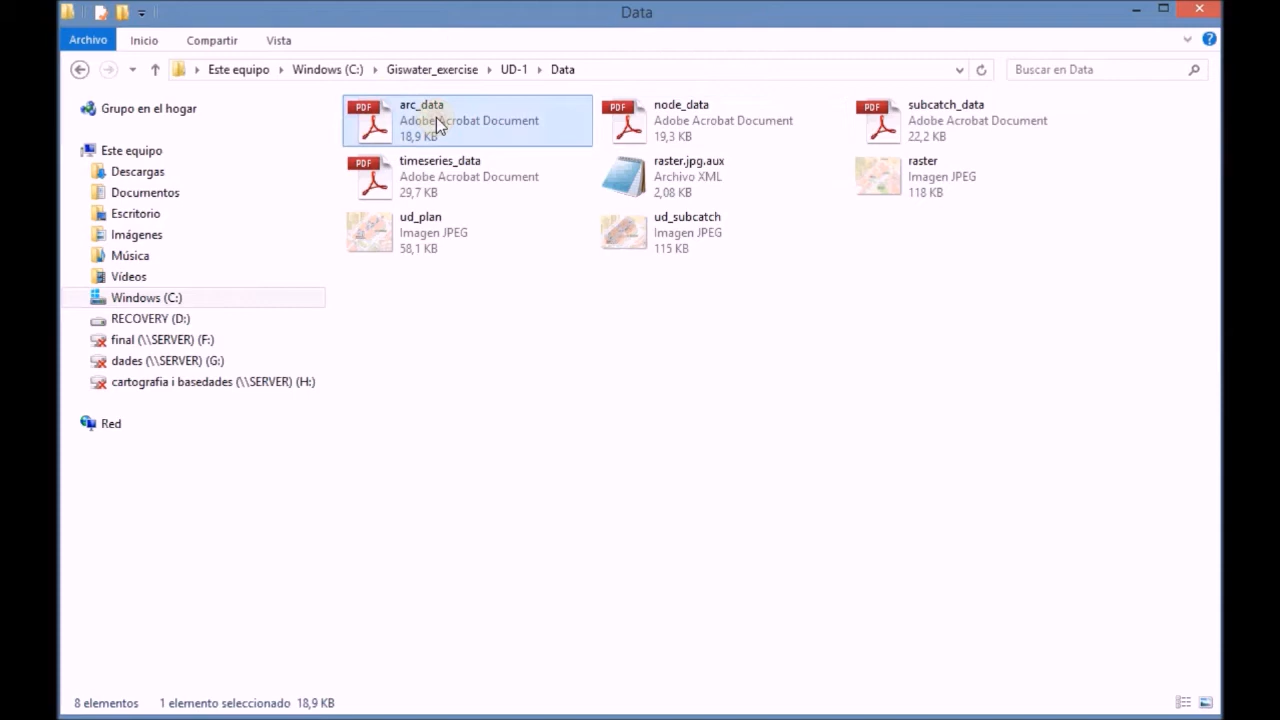 Data
Archivo Inicio Compartir Vista
Este equipo Windows (C:) Giswater_exercise UD-1 Data Buscar en Data
Grupo en el hogar
Este equipo
Descargas
Documentos
Escritorio
Imágenes
Música
Vídeos
Windows (C:)
RECOVERY (D:)
final (\\SERVER) (F:)
dades (\\SERVER) (G:)
cartografia i basedades (\\SERVER) (H:)
Red
PDF
arc_data
Adobe Acrobat Document
18,9 KB
PDF
node_data
Adobe Acrobat Document
19,3 KB
PDF
subcatch_data
Adobe Acrobat Document
22,2 KB
PDF
timeseries_data
Adobe Acrobat Document
29,7 KB
raster.jpg.aux
Archivo XML
2,08 KB
raster
Imagen JPEG
118 KB
ud_plan
Imagen JPEG
58,1 KB
ud_subcatch
Imagen JPEG
115 KB
8 elementos 1 elemento seleccionado 18,9 KB